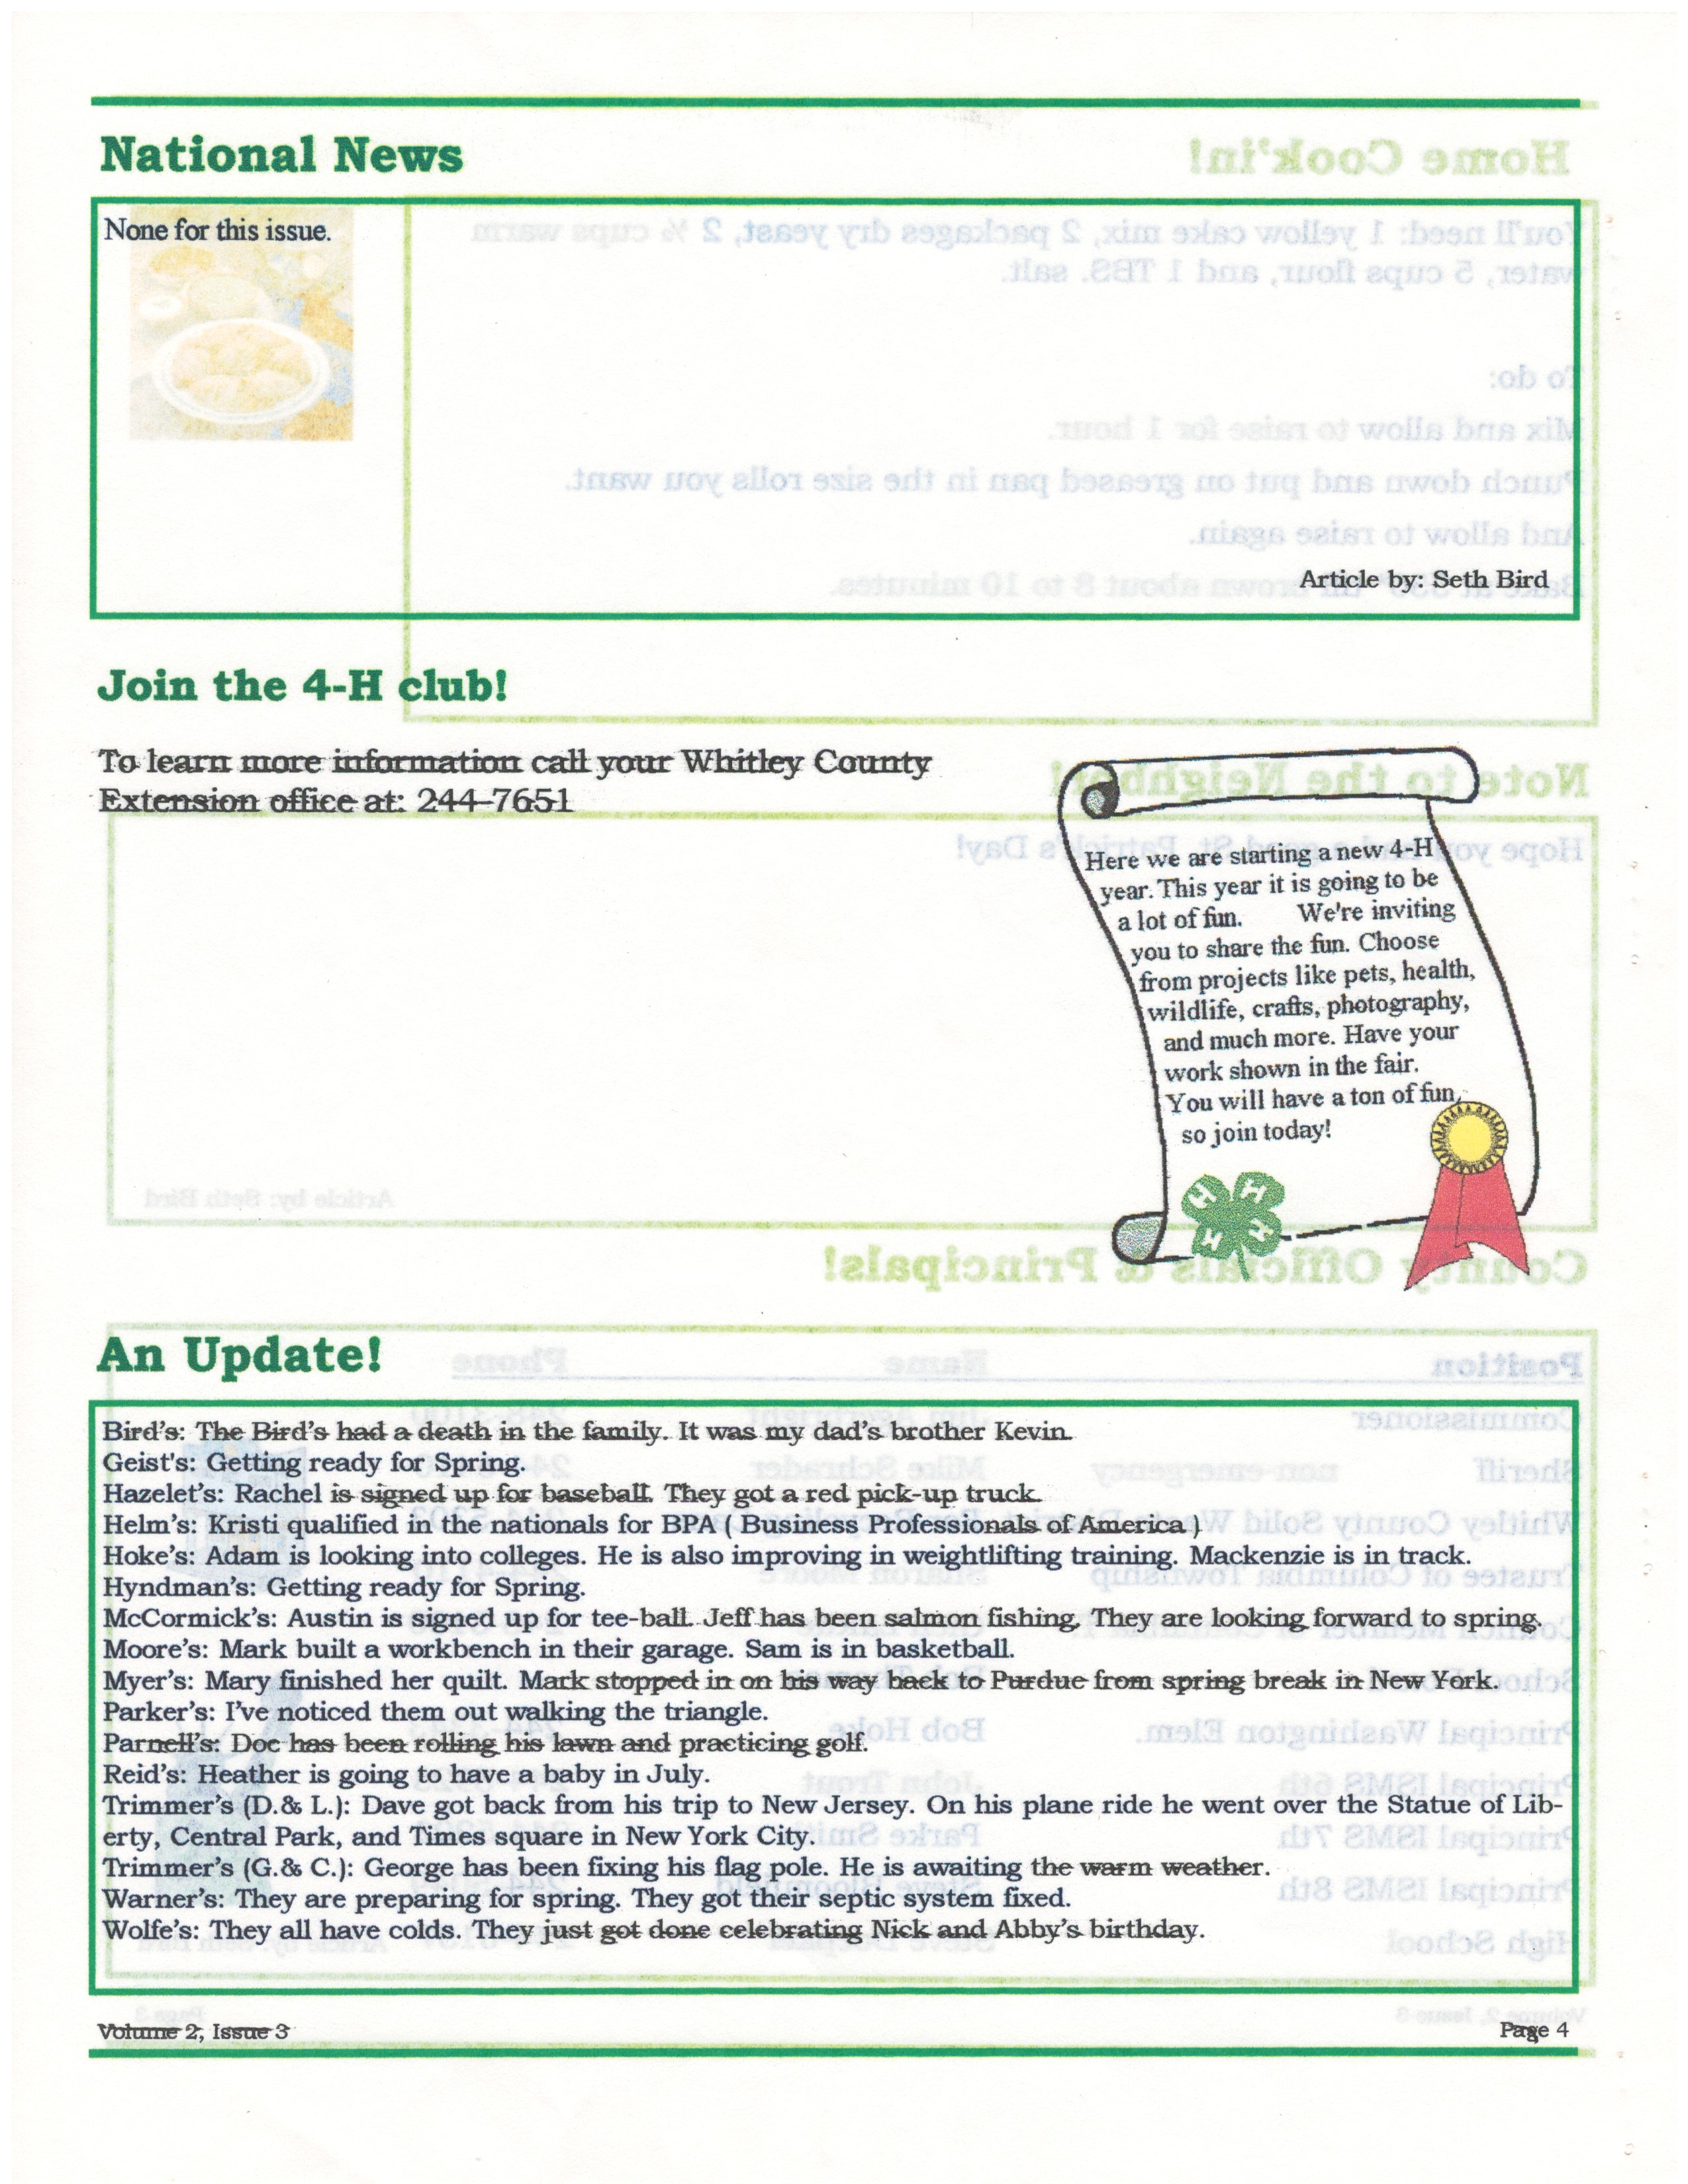 National News
None for this issue.
Article by: Seth Bird
Join the 4-H club!
To learn more information call your Whitley County
Extension office at: 244-7651
Here we are starting a new 4-H
year. This year it is going to be
a lot of fun. We're inviting
you to share the fun. Choose
from projects like pets, health,
wildlife, crafts, photography,
and much more. Have your
work shown in the fair.
You will have a ton of fun,
so join today!
H H
H H
An Update!
Bird's: The Bird's had a death in the family. It was my dad's brother Kevin.
Geist's: Getting ready for Spring.
Hazelet's: Rachel is signed up for baseball. They got a red pick-up truck.
Helm's: Kristi qualified in the nationals for BPA ( Business Professionals of America.)
Hoke's: Adam is looking into colleges. He is also improving in weightlifting training. Mackenzie is in track.
Hyndman's: Getting ready for Spring.
McCormick's: Austin is signed up for tee-ball. Jeff has been salmon fishing, They are looking forward to spring.
Moore's: Mark built a workbench in their garage. Sam is in basketball.
Myer's: Mary finished her quilt. Mark stopped in on his way back to Purdue from spring break in New York.
Parker's: I've noticed them out walking the triangle.
Parnell's: Doc has been rolling his lawn and practicing golf.
Reid's: Heather is going to have a baby in July.
Trimmer's (D.& L.): Dave got back from his trip to New Jersey. On his plane ride he went over the Statue of Lib-
erty, Central Park, and Times square in New York City.
Trimmer's (G.& C.): George has been fixing his flag pole. He is awaiting the warm weather.
Warner's: They are preparing for spring. They got their septic system fixed.
Wolfe's: They all have colds. They just got done celebrating Nick and Abby's birthday.
Volume 2, Issue 3
Page 4